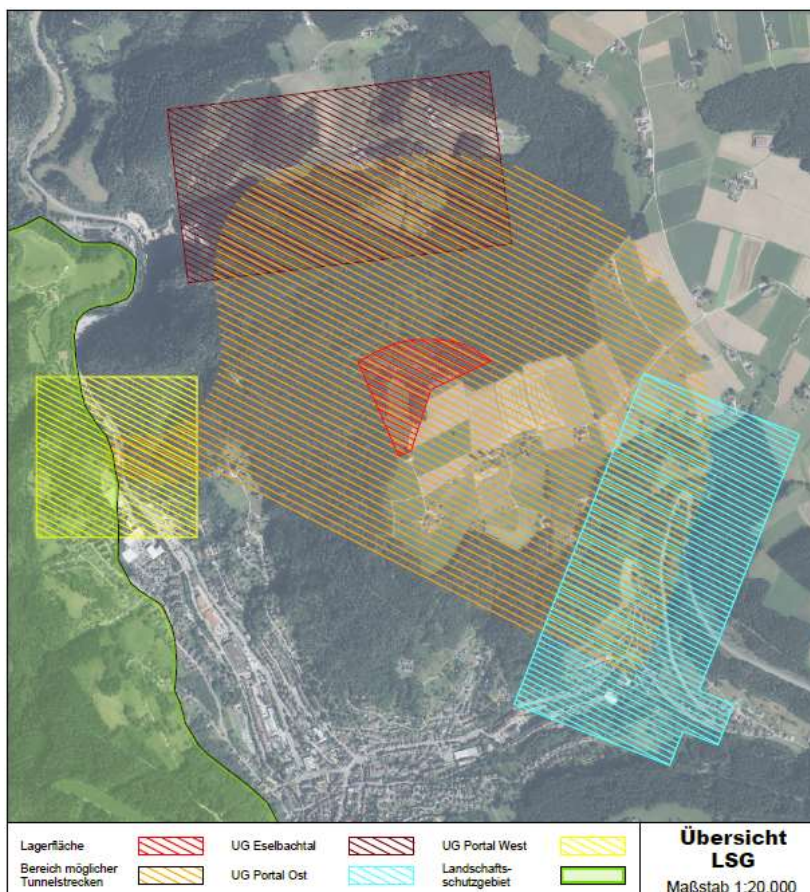 Lagerfläche
UG Eselbachtal
UG Portal West
Bereich möglicher
Tunnelstrecken
UG Portal Ost
Landschafts-
schutzgebiet
Übersicht
LSG
Maßstab 1:20.000